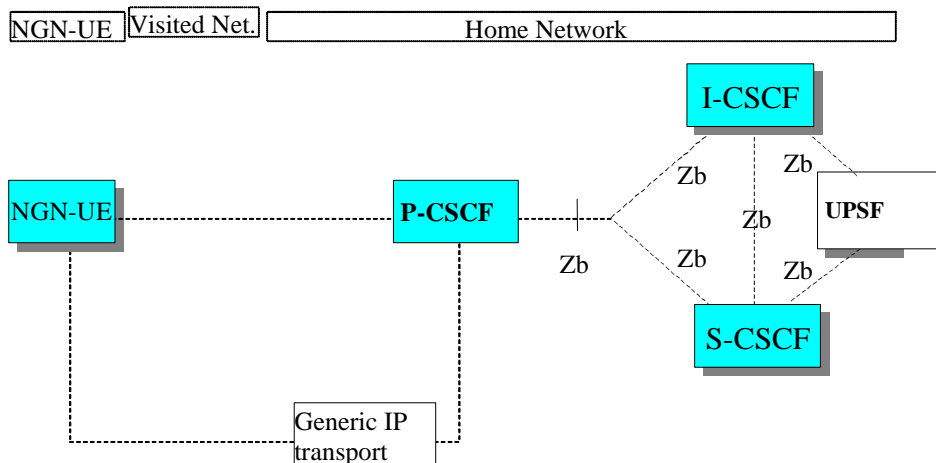 NGN-UE
Visited Net.
Home Network
I-CSCF
Zb
Zb
NGN-UE
P-CSCF
Zb
UPSF
Zb
Zb
Zb
S-CSCF
Generic IP
transport